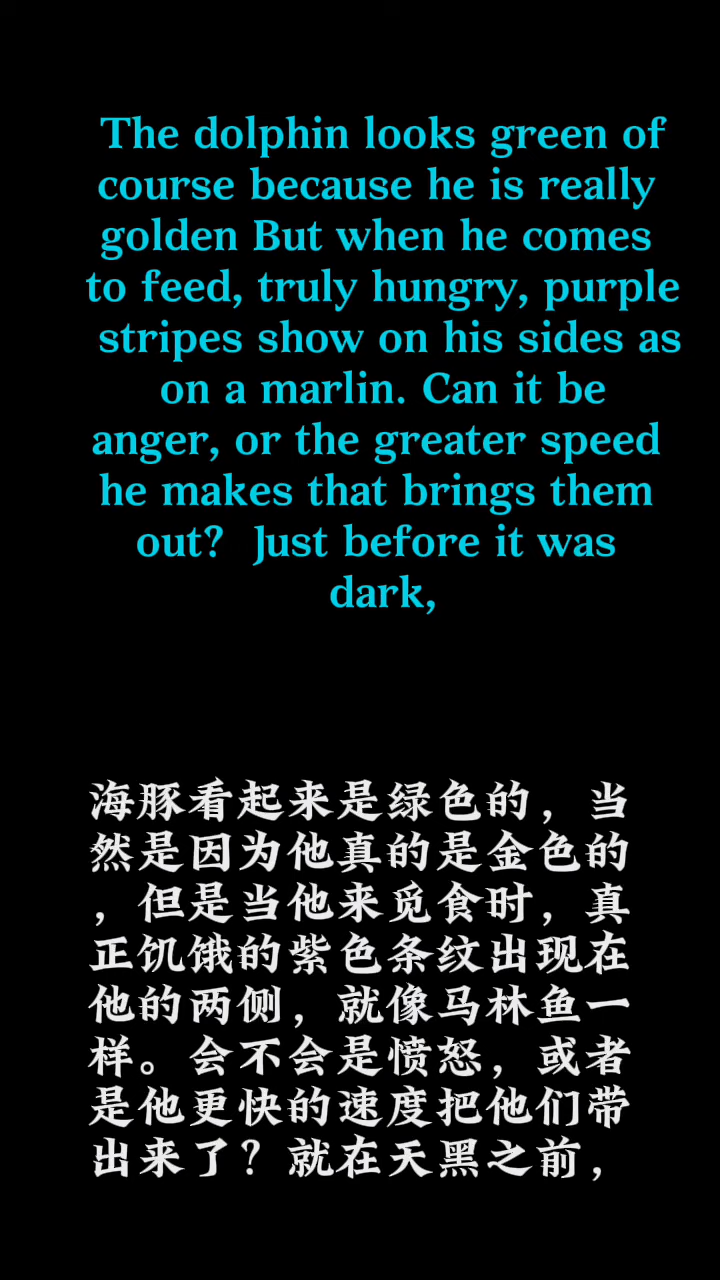 The dolphin looks green of
course because he is really
golden But when he comes
to feed, truly hungry, purple
stripes show on his sides as
on a marlin. Can it be
anger, or the greater speed
he makes that brings them
out? Just before it was
dark,
海豚看起来是绿色的，当
然是因为他真的是金色的
，但是当他来觅食时，真
正饥饿的紫色条纹出现在
他的两侧，就像马林鱼一
样。会不会是愤怒，或者
是他更快的速度把他们带
出来了？就在天黑之前，